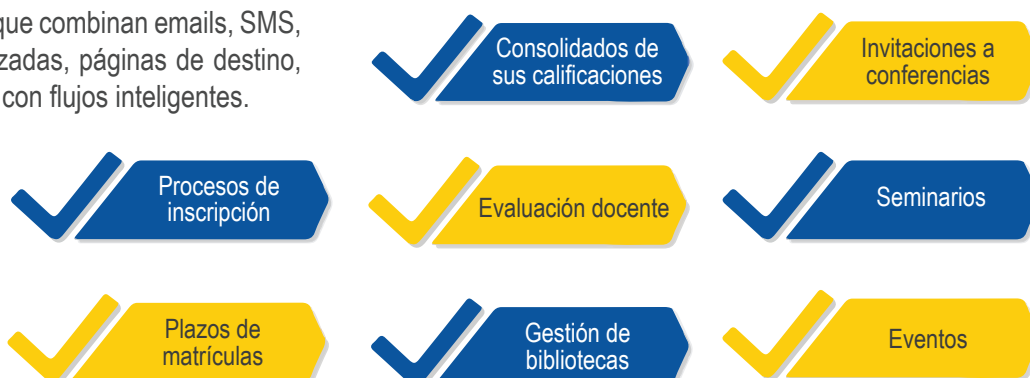 que combinan emails, SMS,
zadas, páginas de destino,
con flujos inteligentes.
Consolidados de
sus calificaciones
Invitaciones a
conferencias
Procesos de
inscripción
Evaluación docente
Seminarios
Plazos de
matrículas
Gestión de
bibliotecas
Eventos